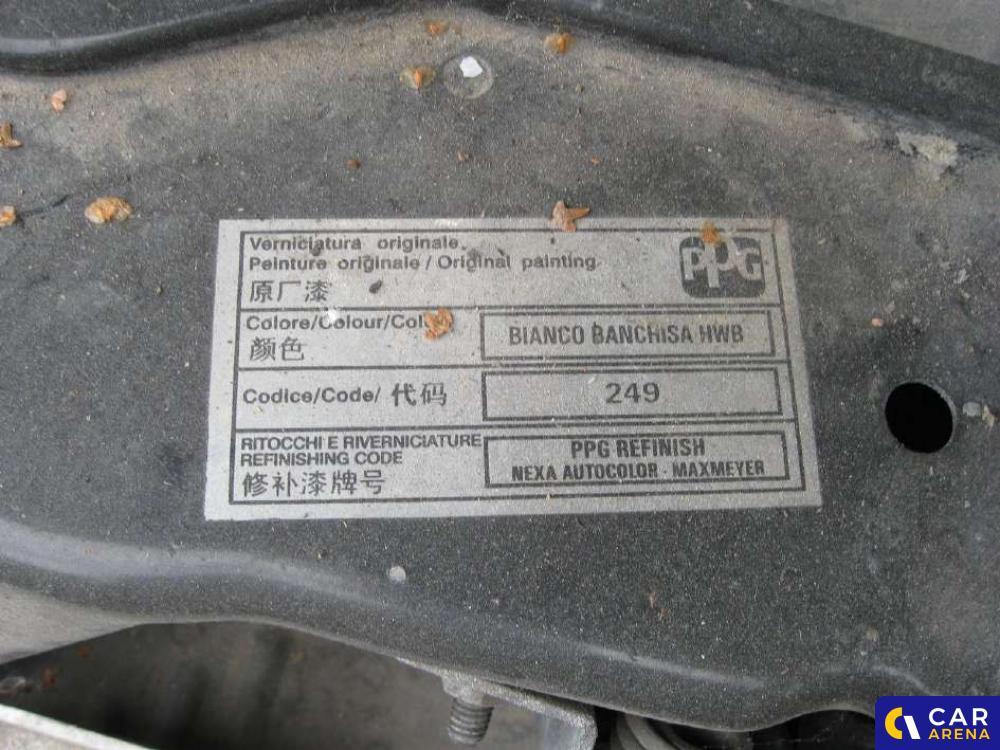 Verniciatura originale
Peinture originale / Original painting
原厂漆
PPG
Colore/Colour/
颜色
BIANCO BANCHISA HWB
Codice/Code/ 代码
249
RITOCCHI E RIVERNICIATURE
REFINISHING CODE
修补漆牌号
PPG REFINISH
NEXA AUTOCOLOR - MAXMEYER
CAR
ARENA